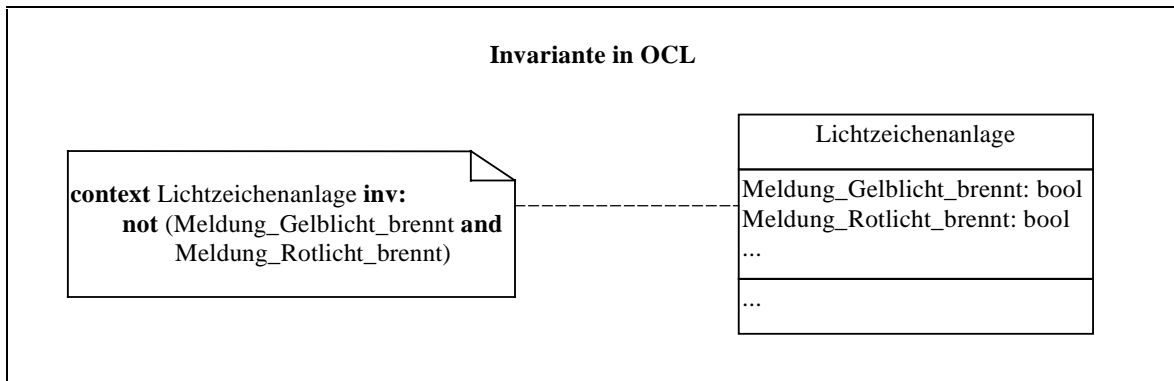 Invariante in OCL
context Lichtzeichenanlage inv:
not (Meldung_Gelblicht_brennt and
Meldung_Rotlicht_brennt)
Lichtzeichenanlage
Meldung_Gelblicht_brennt: bool
Meldung_Rotlicht_brennt: bool
...
...